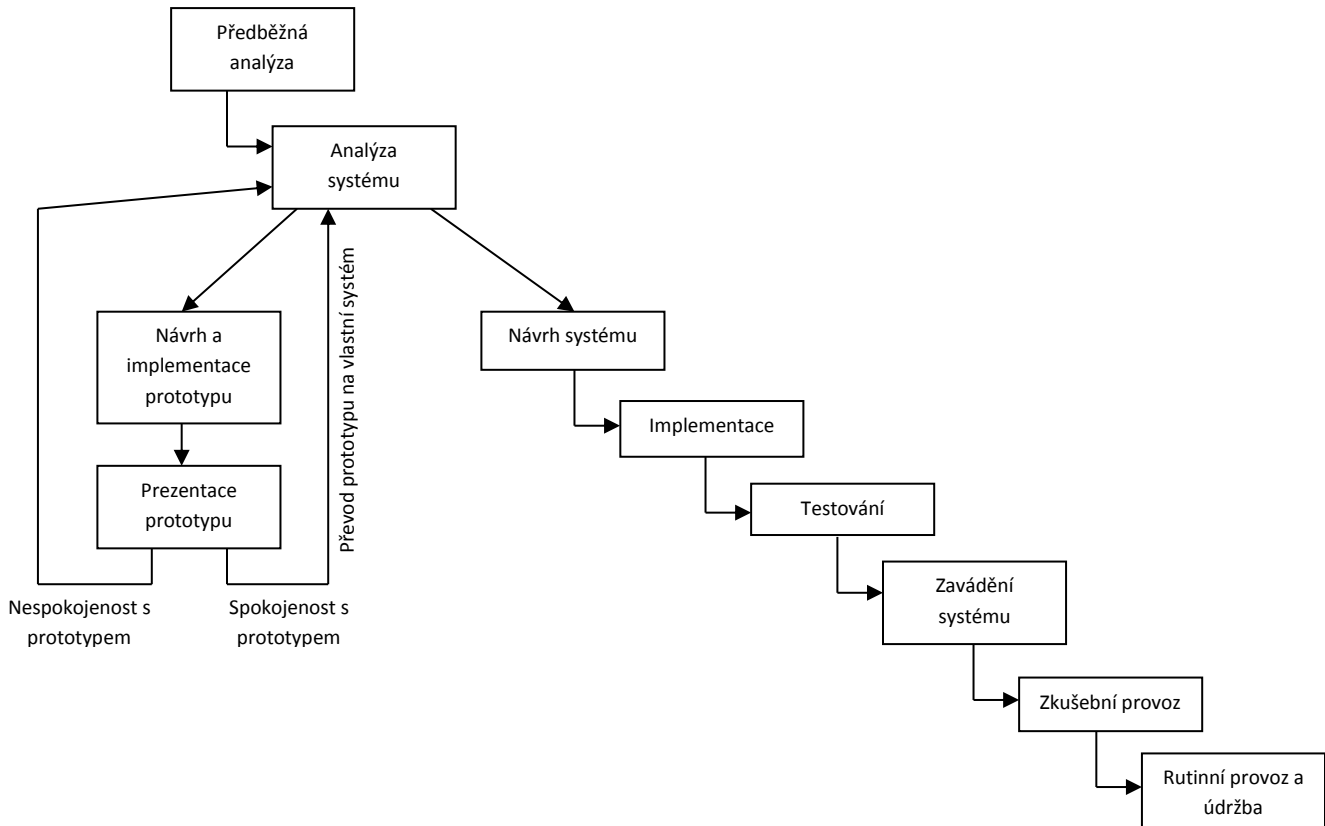 Předběžná
analýza
Analýza
systému
Převod prototypu na vlastní systém
Návrh a
implementace
prototypu
Návrh systému
Implementace
Prezentace
prototypu
Testování
Nespokojenost s
prototypem
Spokojenost s
prototypem
Zavádění
systému
Zkušební provoz
Rutinní provoz a
údržba